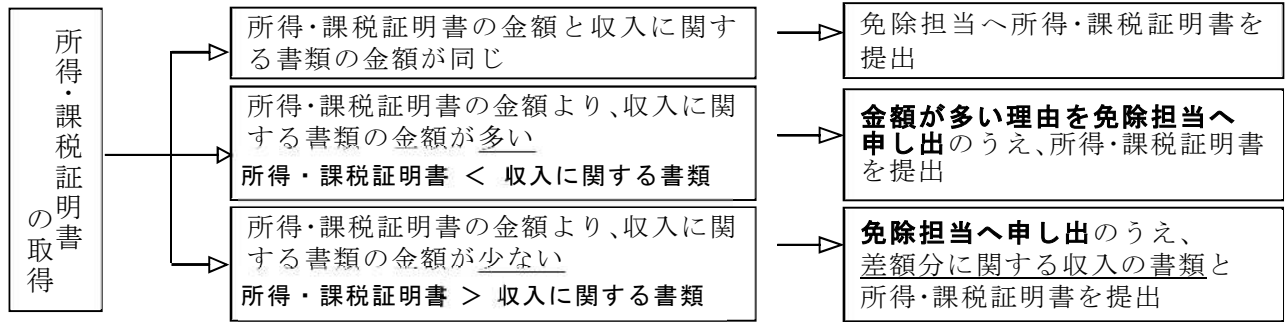 所得・課税証明書
の取得
所得・課税証明書の金額と収入に関す
る書類の金額が同じ
免除担当へ所得・課税証明書を
提出
所得・課税証明書の金額より、収入に関
する書類の金額が多い
所得・課税証明書 ＜ 収入に関する書類
金額が多い理由を免除担当へ
申し出のうえ、所得・課税証明書
を提出
所得・課税証明書の金額より、収入に関
する書類の金額が少ない
所得・課税証明書 ＞ 収入に関する書類
免除担当へ申し出のうえ、
差額分に関する収入の書類と
所得・課税証明書を提出